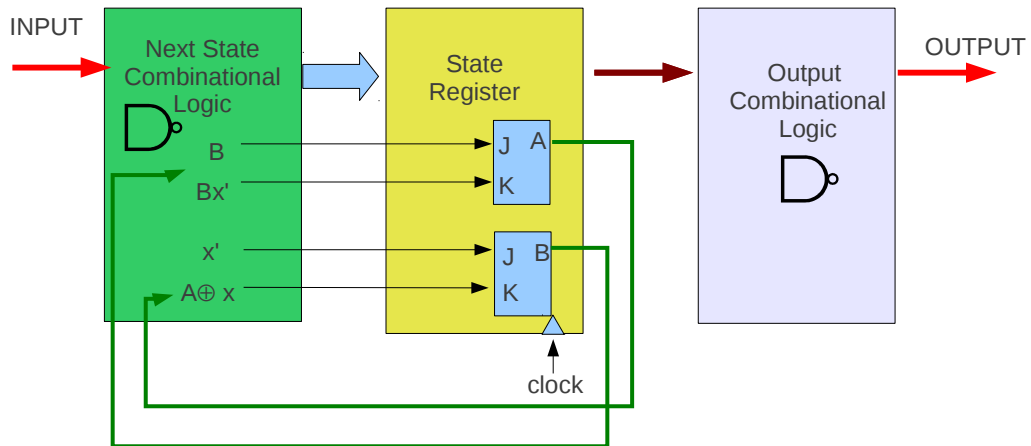 INPUT
Next State
Combinational
Logic
B
Bx'
x'
A⊕ x
State
Register
J A
K
J B
K
clock
Output
Combinational
Logic
OUTPUT